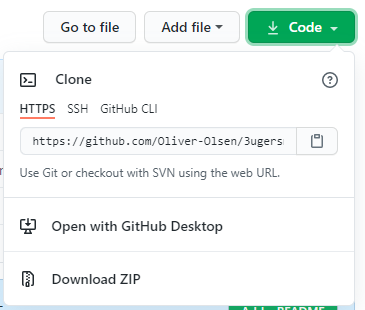 Go to file Add file Code
Clone
HTTPS SSH GitHub CLI
https://github.com/Oliver-Olsen/3ugers
Use Git or checkout with SVN using the web URL.
Open with GitHub Desktop
Download ZIP